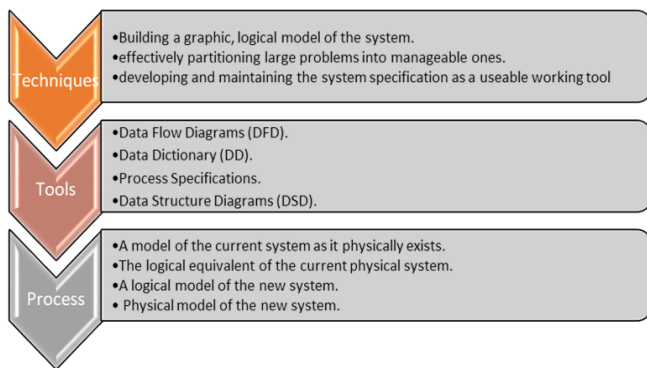 Techniques
•Building a graphic, logical model of the system.
•effectively partitioning large problems into manageable ones.
•developing and maintaining the system specification as a useable working tool
Tools
•Data Flow Diagrams (DFD).
•Data Dictionary (DD).
•Process Specifications.
•Data Structure Diagrams (DSD).
Process
•A model of the current system as it physically exists.
•The logical equivalent of the current physical system.
•A logical model of the new system.
• Physical model of the new system.